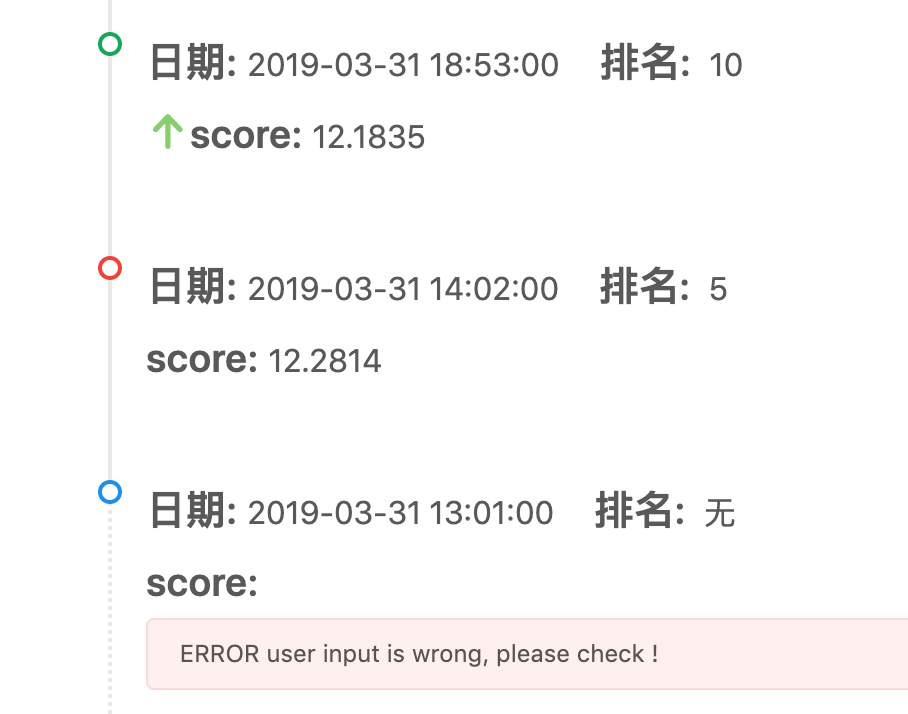 日期: 2019-03-31 18:53:00 排名: 10
score: 12.1835
日期: 2019-03-31 14:02:00 排名: 5
score: 12.2814
日期: 2019-03-31 13:01:00 排名: 无
score:
ERROR user input is wrong, please check !